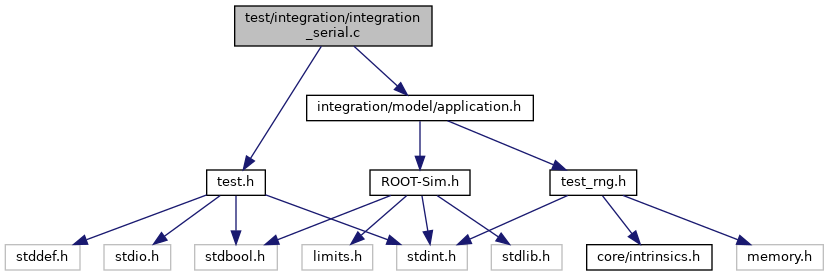 test/integration/integration
_serial.c
integration/model/application.h
test.h
ROOT-Sim.h
test_rng.h
stddef.h
stdio.h
stdbool.h
limits.h
stdint.h
stdlib.h
core/intrinsics.h
memory.h